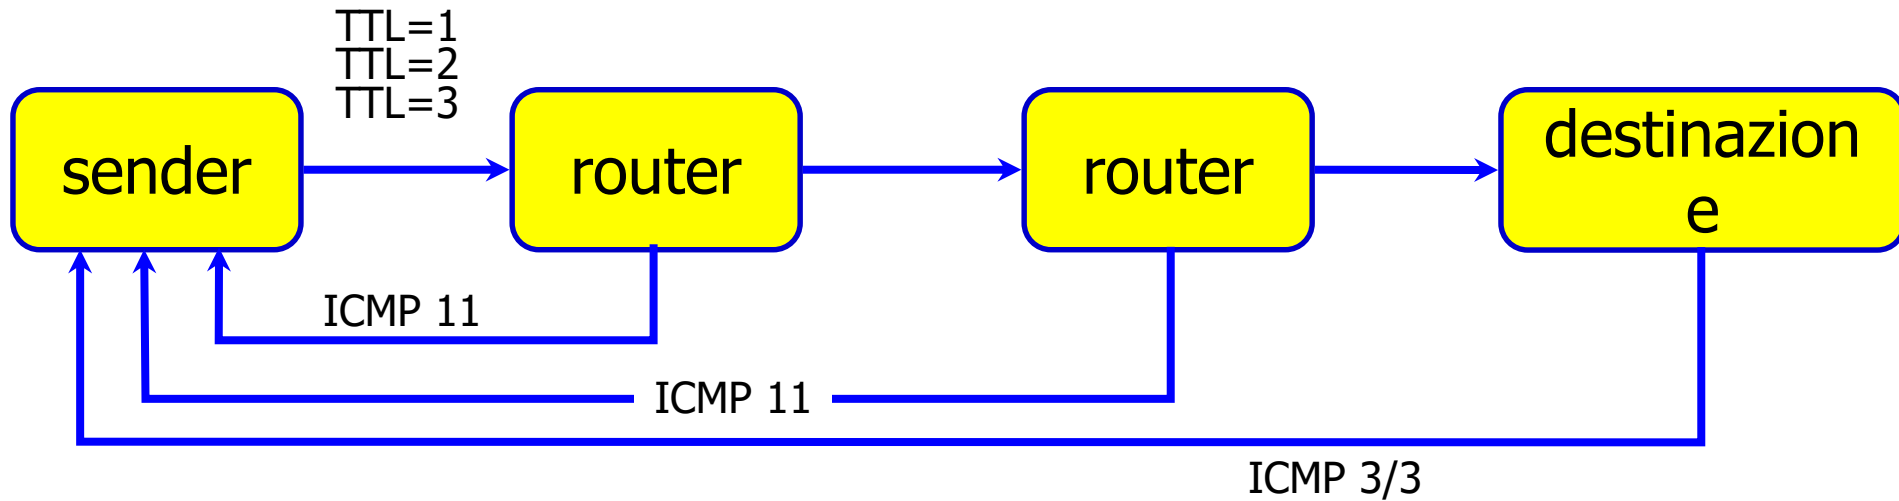 TTL=1
TTL=2
TTL=3
sender
router
router
destinazion
e
ICMP 11
ICMP 11
ICMP 3/3